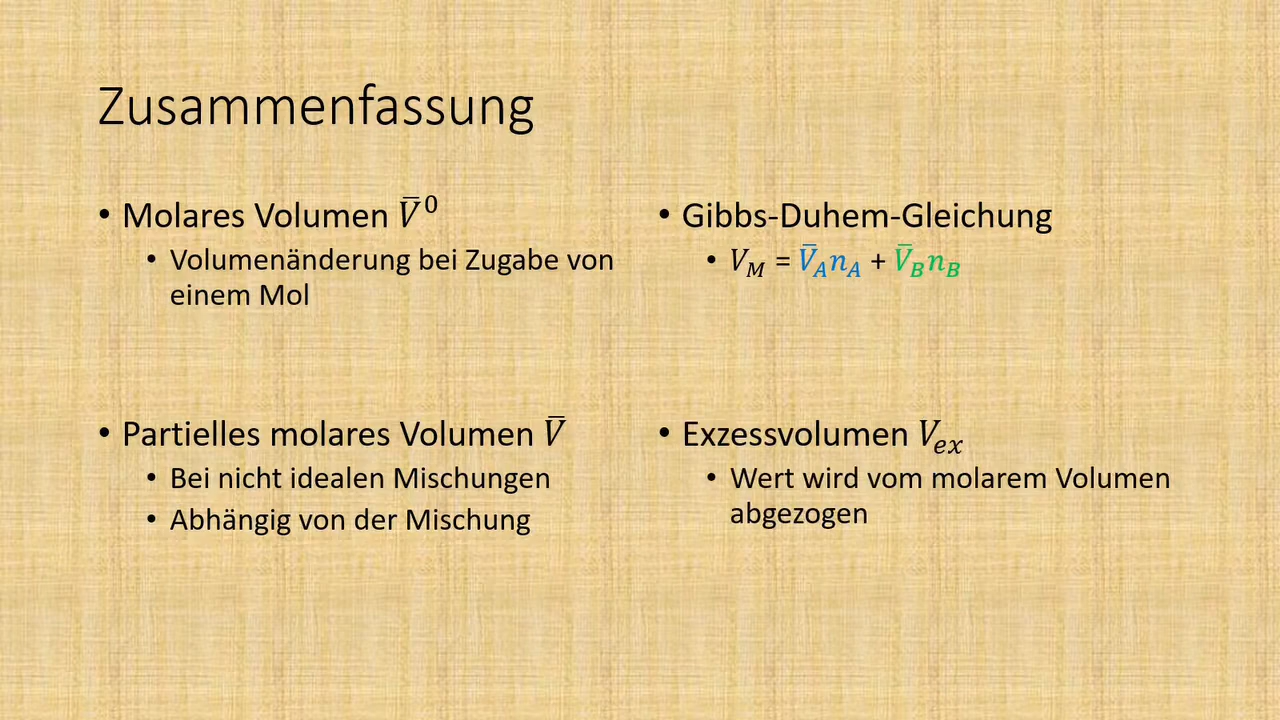 Zusammenfassung
• Molares Volumen V̄⁰
• Volumenänderung bei Zugabe von
einem Mol
• Partielles molares Volumen V̄
• Bei nicht idealen Mischungen
• Abhängig von der Mischung
• Gibbs-Duhem-Gleichung
• V_M = V̄_A n_A + V̄_B n_B
• Exzessvolumen V_ex
• Wert wird vom molarem Volumen
abgezogen